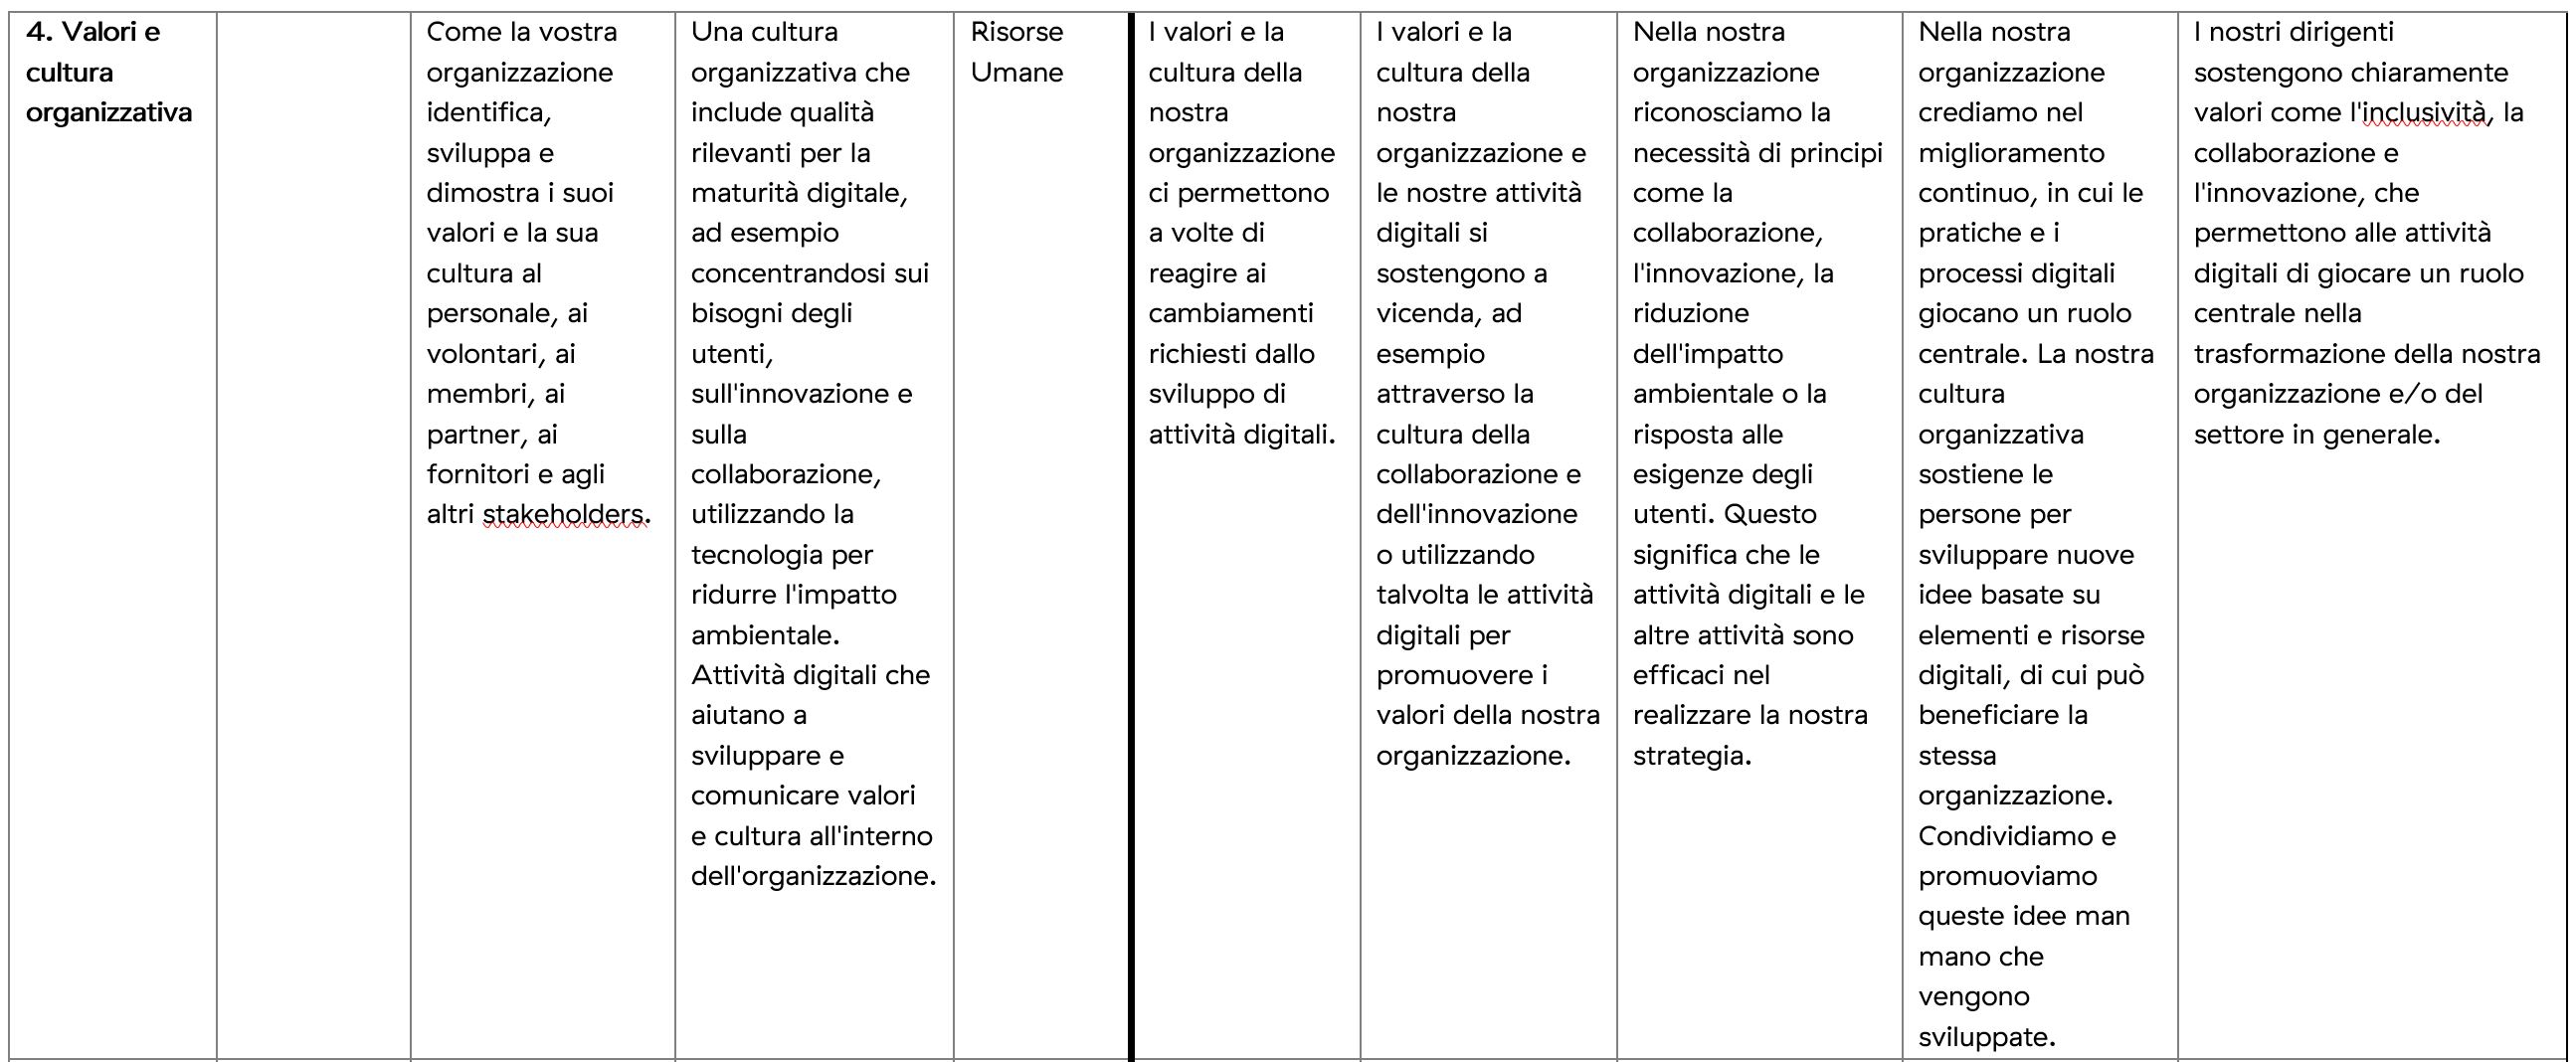 4. Valori e
cultura
organizzativa
Come la vostra
organizzazione
identifica,
sviluppa e
dimostra i suoi
valori e la sua
cultura al
personale, ai
volontari, ai
membri, ai
partner, ai
fornitori e agli
altri stakeholders.
Una cultura
organizzativa che
include qualità
rilevanti per la
maturità digitale,
ad esempio
concentrandosi sui
bisogni degli
utenti,
sull'innovazione e
sulla
collaborazione,
utilizzando la
tecnologia per
ridurre l'impatto
ambientale.
Attività digitali che
aiutano a
sviluppare e
comunicare valori
e cultura all'interno
dell'organizzazione.
Risorse
Umane
I valori e la
cultura della
nostra
organizzazione
ci permettono
a volte di
reagire ai
cambiamenti
richiesti dallo
sviluppo di
attività digitali.
I valori e la
cultura della
nostra
organizzazione e
le nostre attività
digitali si
sostengono a
vicenda, ad
esempio
attraverso la
cultura della
collaborazione e
dell'innovazione
o utilizzando
talvolta le attività
digitali per
promuovere i
valori della nostra
organizzazione.
Nella nostra
organizzazione
riconosciamo la
necessità di principi
come la
collaborazione,
l'innovazione, la
riduzione
dell'impatto
ambientale o la
risposta alle
esigenze degli
utenti. Questo
significa che le
attività digitali e le
altre attività sono
efficaci nel
realizzare la nostra
strategia.
Nella nostra
organizzazione
crediamo nel
miglioramento
continuo, in cui le
pratiche e i
processi digitali
giocano un ruolo
centrale. La nostra
cultura
organizzativa
sostiene le
persone per
sviluppare nuove
idee basate su
elementi e risorse
digitali, di cui può
beneficiare la
stessa
organizzazione.
Condividiamo e
promuoviamo
queste idee man
mano che
vengono
sviluppate.
I nostri dirigenti
sostengono chiaramente
valori come l'inclusività, la
collaborazione e
l'innovazione, che
permettono alle attività
digitali di giocare un ruolo
centrale nella
trasformazione della nostra
organizzazione e/o del
settore in generale.